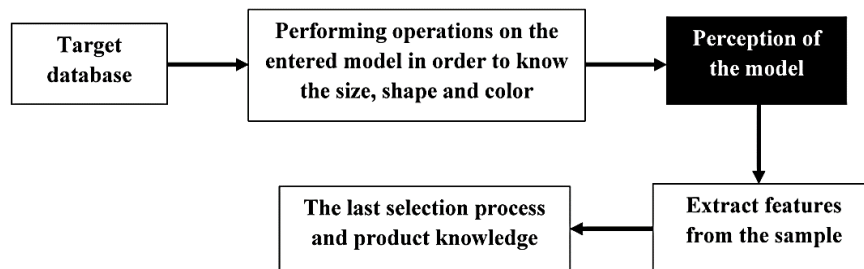 Target
database
Performing operations on the
entered model in order to know
the size, shape and color
Perception of
the model
Extract features
from the sample
The last selection process
and product knowledge